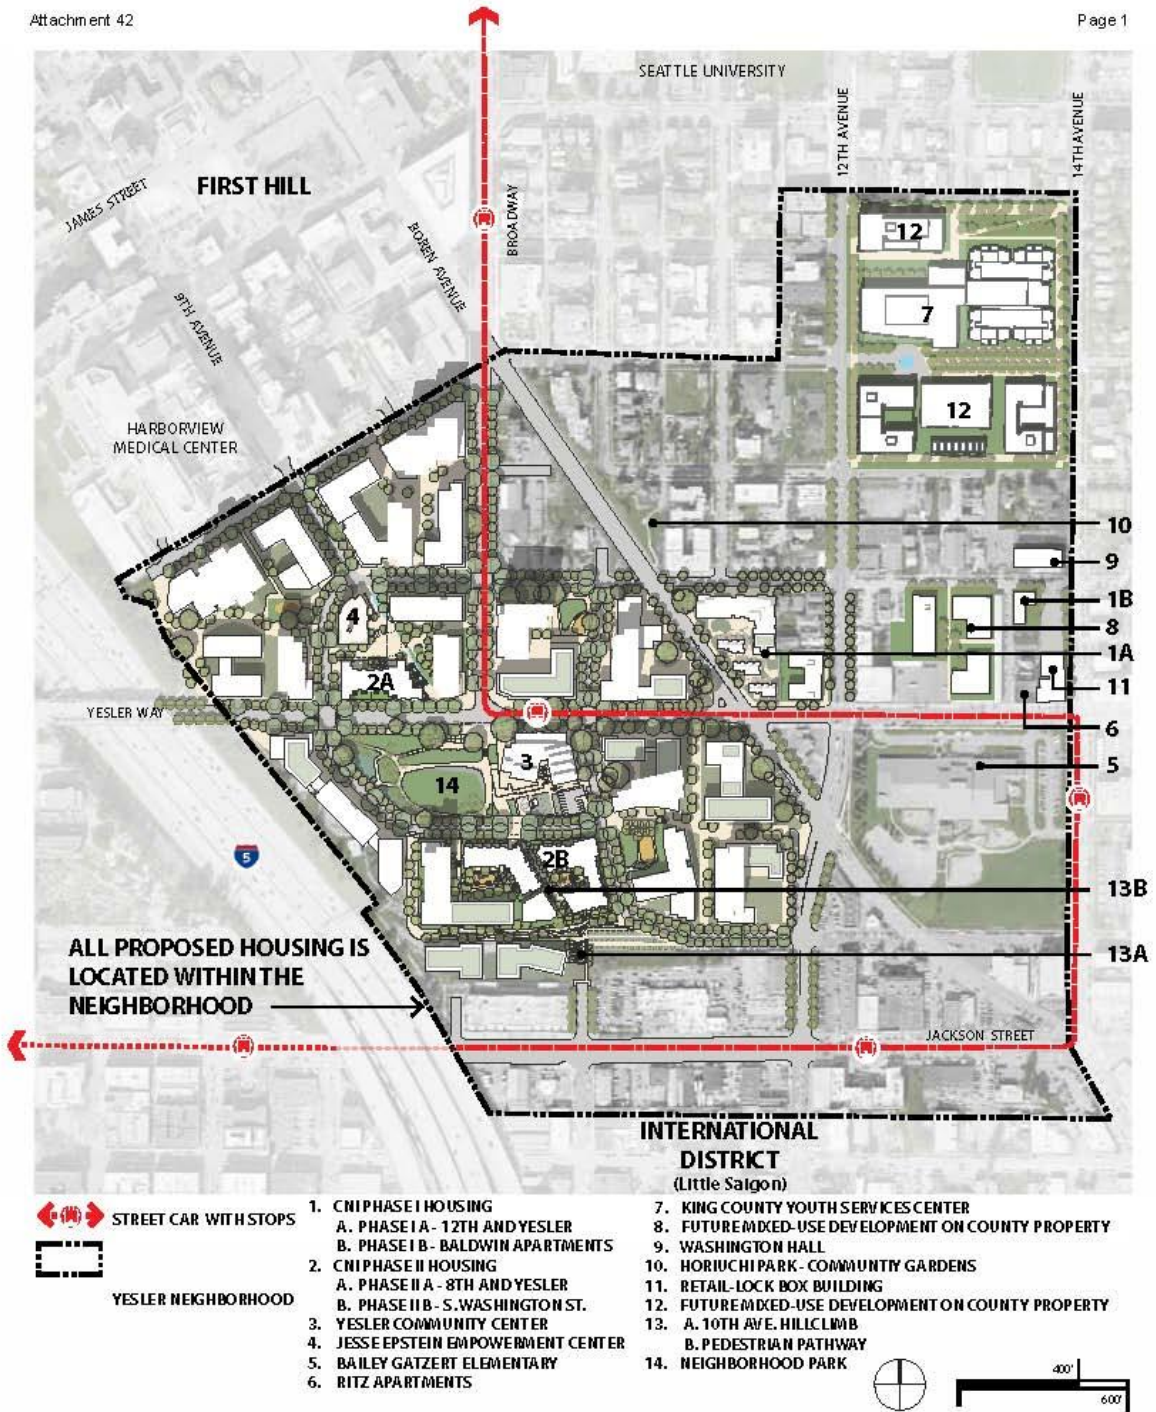 Attachment 42
Page 1
SEATTLE UNIVERSITY
12TH AVENUE
14TH AVENUE
FIRST HILL
JAMES STREET
BROADWAY
BOREN AVENUE
9TH AVENUE
12
7
12
HARBORVIEW
MEDICAL CENTER
10
9
1B
8
4
1A
2A
11
YESLER WAY
6
3
5
14
5
2B
13B
ALL PROPOSED HOUSING IS
LOCATED WITHIN THE
NEIGHBORHOOD
13A
JACKSON STREET
INTERNATIONAL
DISTRICT
(Little Saigon)
STREET CAR WITH STOPS
YESLER NEIGHBORHOOD
1. CNI PHASE I HOUSING
A. PHASE I A - 12TH AND YESLER
B. PHASE I B - BALDWIN APARTMENTS
2. CNI PHASE II HOUSING
A. PHASE II A - 8TH AND YESLER
B. PHASE II B - S. WASHINGTON ST.
3. YESLER COMMUNITY CENTER
4. JESSE EPSTEIN EMPOWERMENT CENTER
5. BAILEY GATZERT ELEMENTARY
6. RITZ APARTMENTS
7. KING COUNTY YOUTH SERVICES CENTER
8. FUTURE MIXED-USE DEVELOPMENT ON COUNTY PROPERTY
9. WASHINGTON HALL
10. HORIUCHI PARK - COMMUNTIY GARDENS
11. RETAIL-LOCK BOX BUILDING
12. FUTURE MIXED-USE DEVELOPMENT ON COUNTY PROPERTY
13. A. 10TH AVE. HILLCLIMB
B. PEDESTRIAN PATHWAY
14. NEIGHBORHOOD PARK
400'
600'